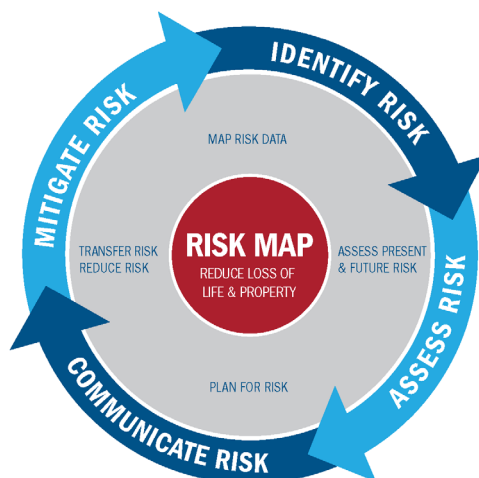 IDENTIFY RISK
ASSESS RISK
COMMUNICATE RISK
MITIGATE RISK
MAP RISK DATA
ASSESS PRESENT
& FUTURE RISK
PLAN FOR RISK
TRANSFER RISK
REDUCE RISK
RISK MAP
REDUCE LOSS OF
LIFE & PROPERTY